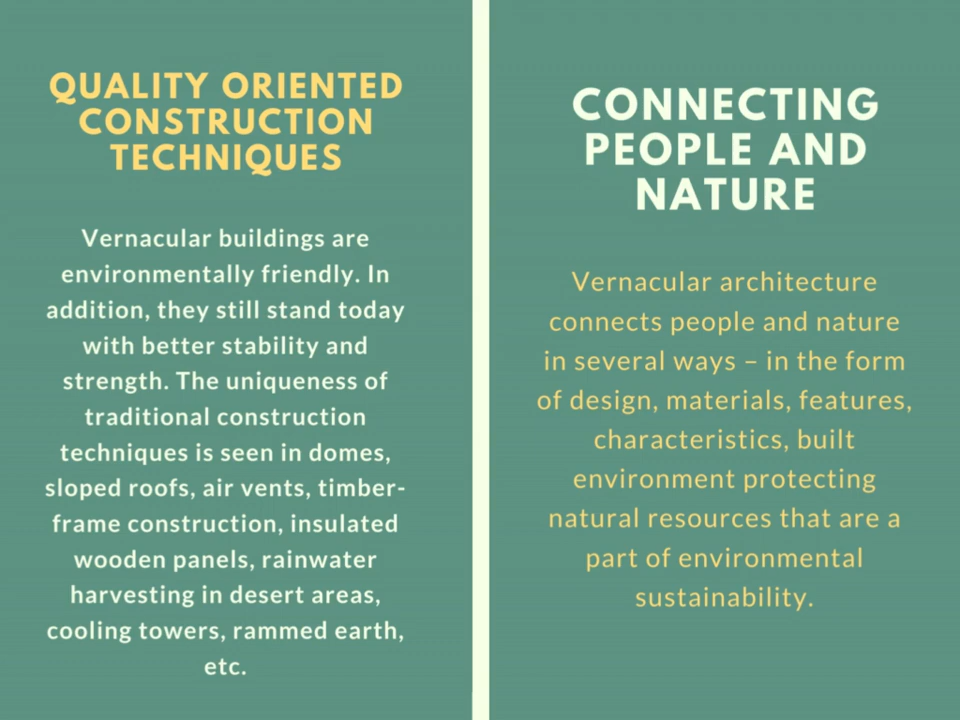 QUALITY ORIENTED
CONSTRUCTION
TECHNIQUES
Vernacular buildings are
environmentally friendly. In
addition, they still stand today
with better stability and
strength. The uniqueness of
traditional construction
techniques is seen in domes,
sloped roofs, air vents, timber-
frame construction, insulated
wooden panels, rainwater
harvesting in desert areas,
cooling towers, rammed earth,
etc.
CONNECTING
PEOPLE AND
NATURE
Vernacular architecture
connects people and nature
in several ways – in the form
of design, materials, features,
characteristics, built
environment protecting
natural resources that are a
part of environmental
sustainability.